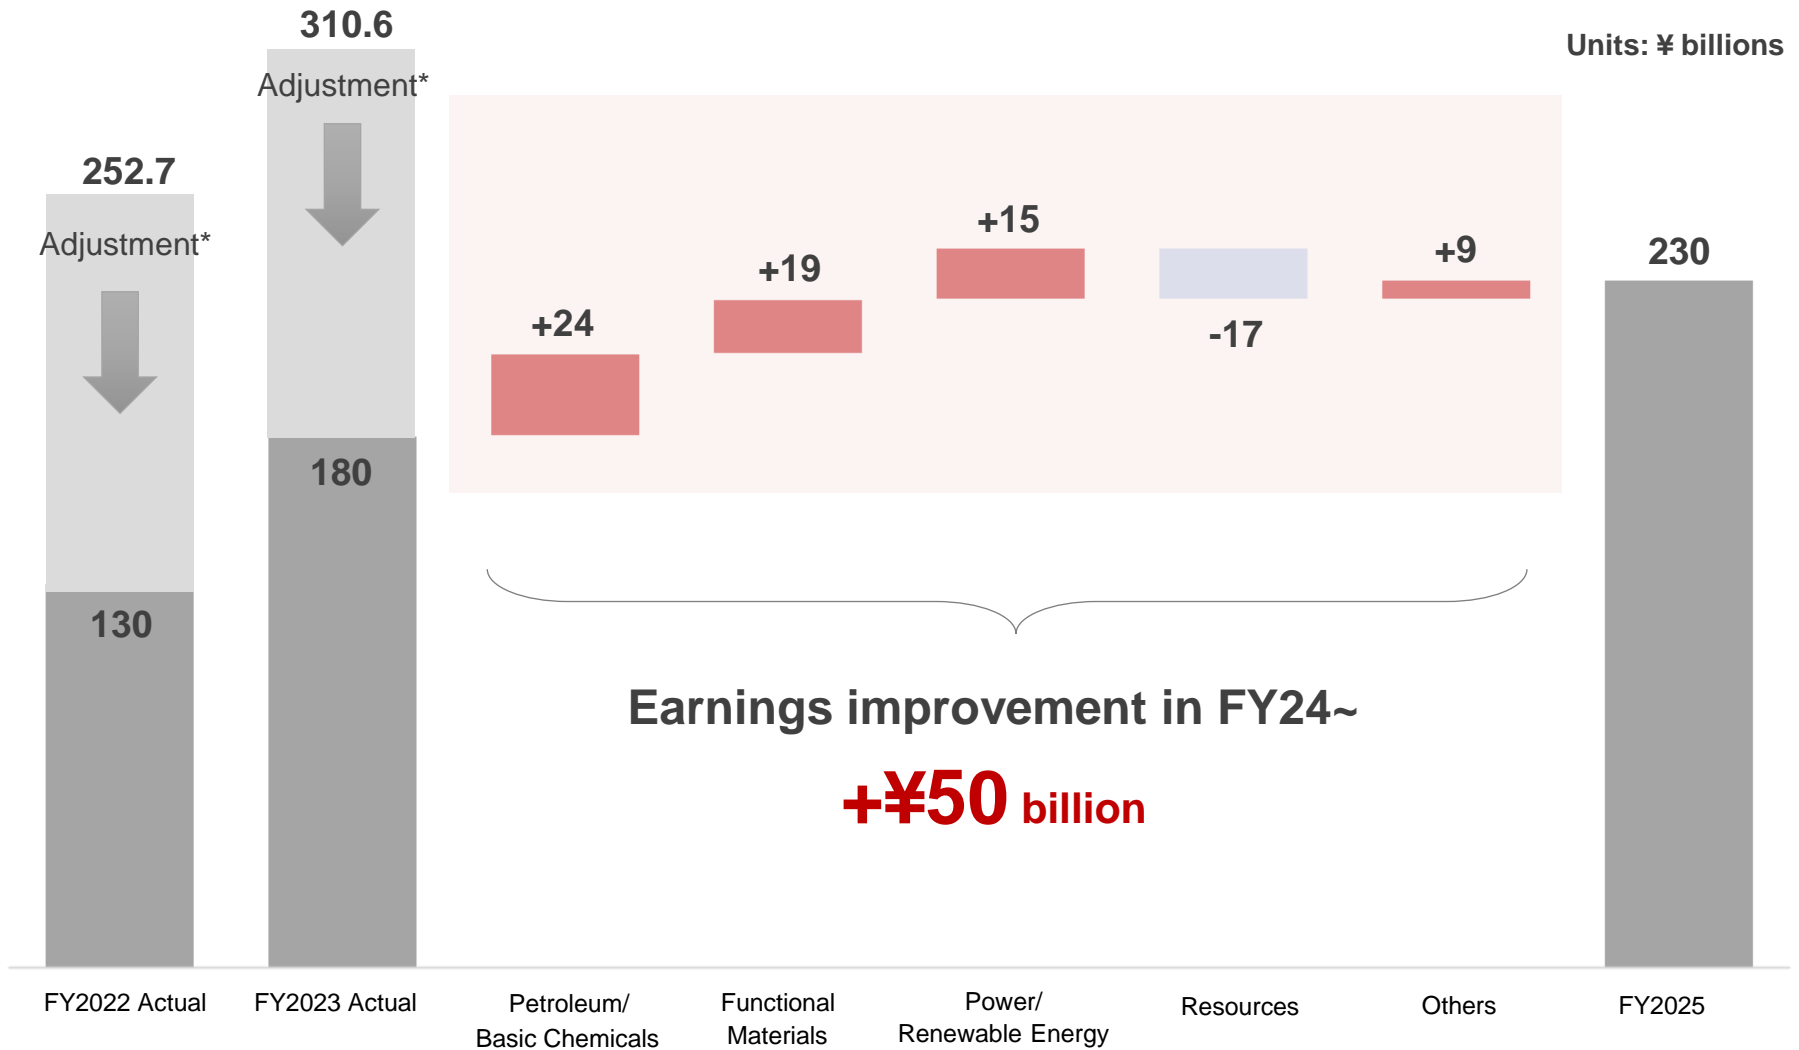 310.6
Units: ¥ billions
Adjustment*
252.7
Adjustment*
+15
+9
230
+19
+24
-17
180
130
Earnings improvement in FY24~
+¥50 billion
FY2022 Actual
FY2023 Actual
Petroleum/
Basic Chemicals
Functional
Materials
Power/
Renewable Energy
Resources
Others
FY2025